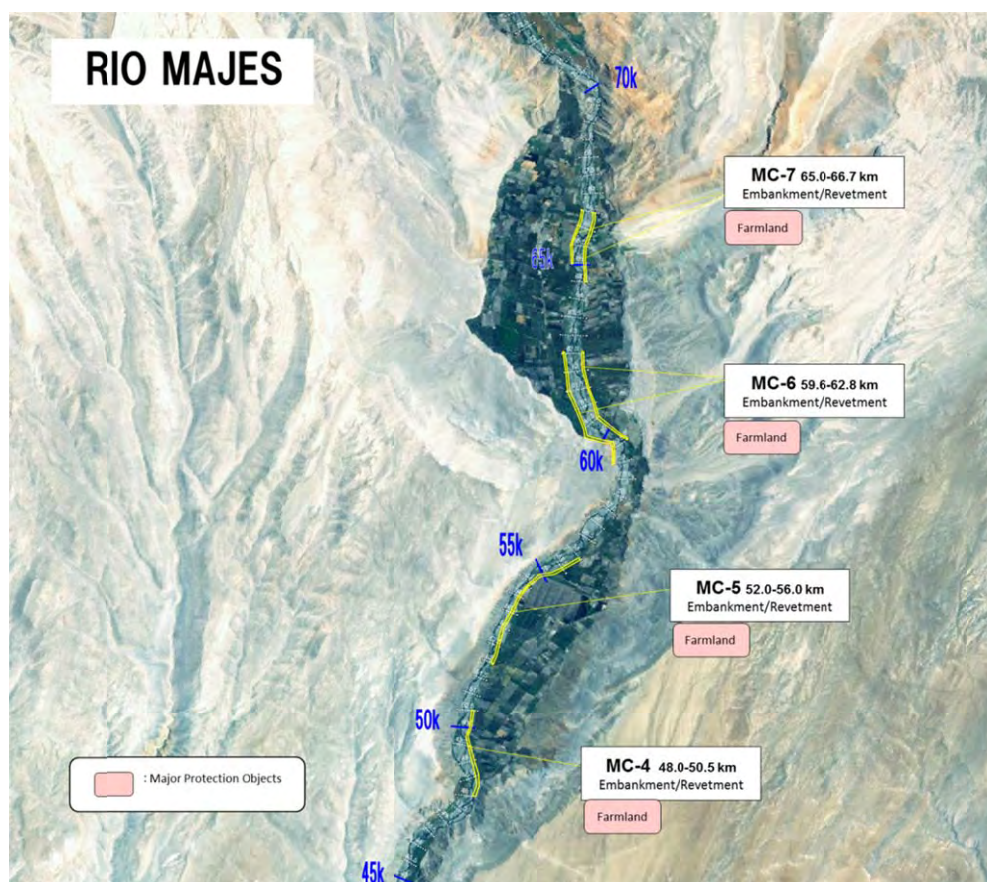 RIO MAJES
70k
MC-7 65.0-66.7 km
Embankment/Revetment
Farmland
65k
MC-6 59.6-62.8 km
Embankment/Revetment
Farmland
60k
55k
MC-5 52.0-56.0 km
Embankment/Revetment
Farmland
50k
MC-4 48.0-50.5 km
Embankment/Revetment
Farmland
: Major Protection Objects
45k